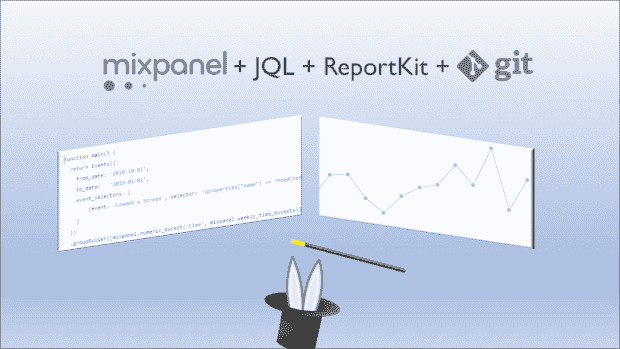 mixpanel + JQL + ReportKit + git
function main() {
return Events({
from_date: '2018-10-01',
to_date: '2019-01-01',
event_selectors: [
{event: 'Loaded a Screen', selector: '(properties["name"] == "MoodChe
]
})
.groupByUser([mixpanel.numeric_bucket('time', mixpanel.weekly_time_buckets)]